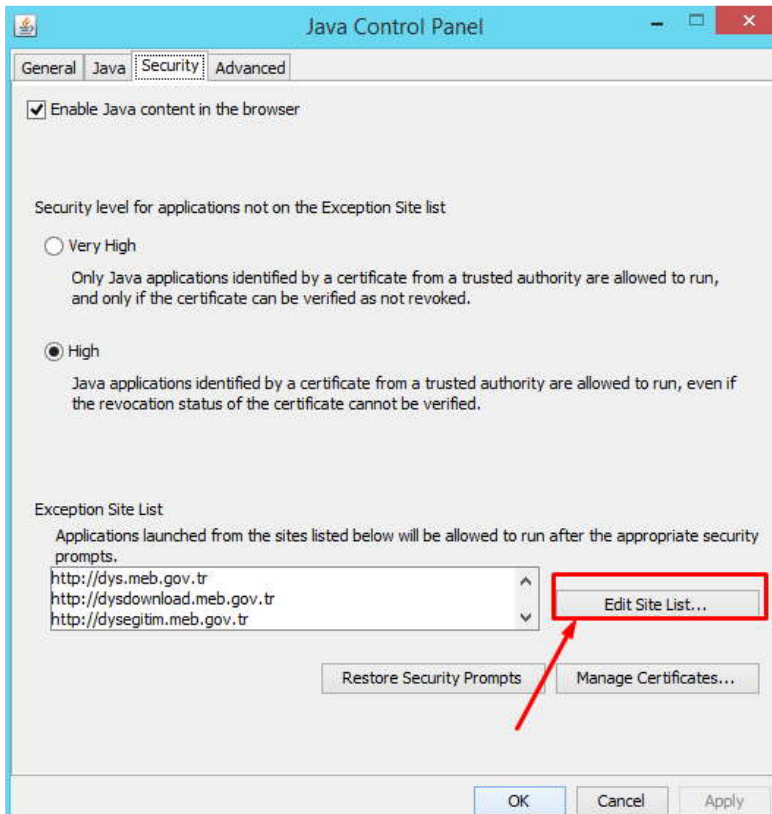 Java Control Panel
General Java Security Advanced
Enable Java content in the browser
Security level for applications not on the Exception Site list
Very High
Only Java applications identified by a certificate from a trusted authority are allowed to run,
and only if the certificate can be verified as not revoked.
High
Java applications identified by a certificate from a trusted authority are allowed to run, even if
the revocation status of the certificate cannot be verified.
Exception Site List
Applications launched from the sites listed below will be allowed to run after the appropriate security
prompts.
http://dys.meb.gov.tr
http://dysdownload.meb.gov.tr
http://dysegitim.meb.gov.tr
Edit Site List...
Restore Security Prompts Manage Certificates...
OK Cancel Apply